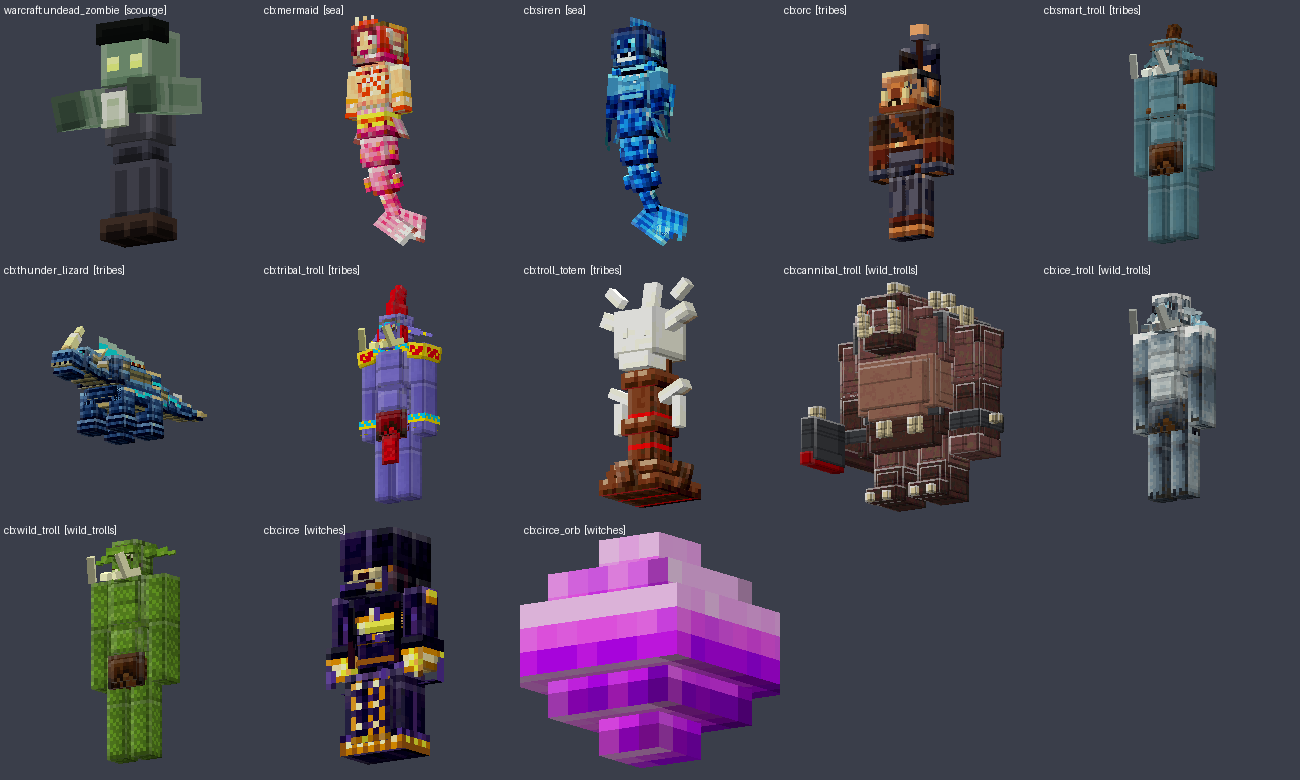 warcraft:undead_zombie [scourge]
cb:mermaid [sea]
cb:siren [sea]
cb:orc [tribes]
cb:smart_troll [tribes]
cb:thunder_lizard [tribes]
cb:tribal_troll [tribes]
cb:troll_totem [tribes]
cb:cannibal_troll [wild_trolls]
cb:ice_troll [wild_trolls]
cb:wild_troll [wild_trolls]
cb:circe [witches]
cb:circe_orb [witches]